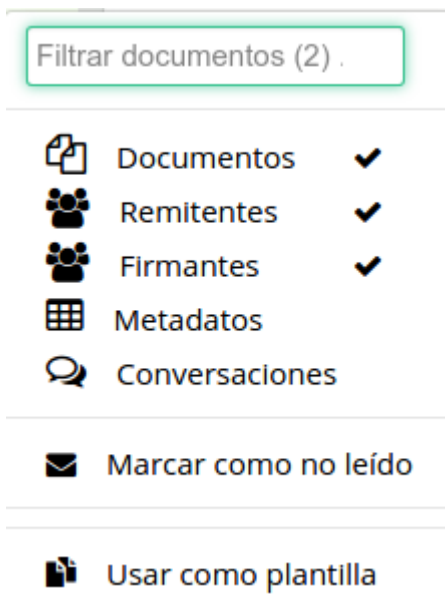 Filtrar documentos (2) .
Documentos
Remitentes
Firmantes
Metadatos
Conversaciones
Marcar como no leído
Usar como plantilla